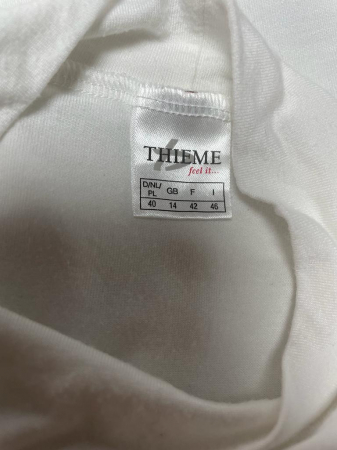 THIEME
feel it...
D/NL/ GB F I
PL
40 14 42 46